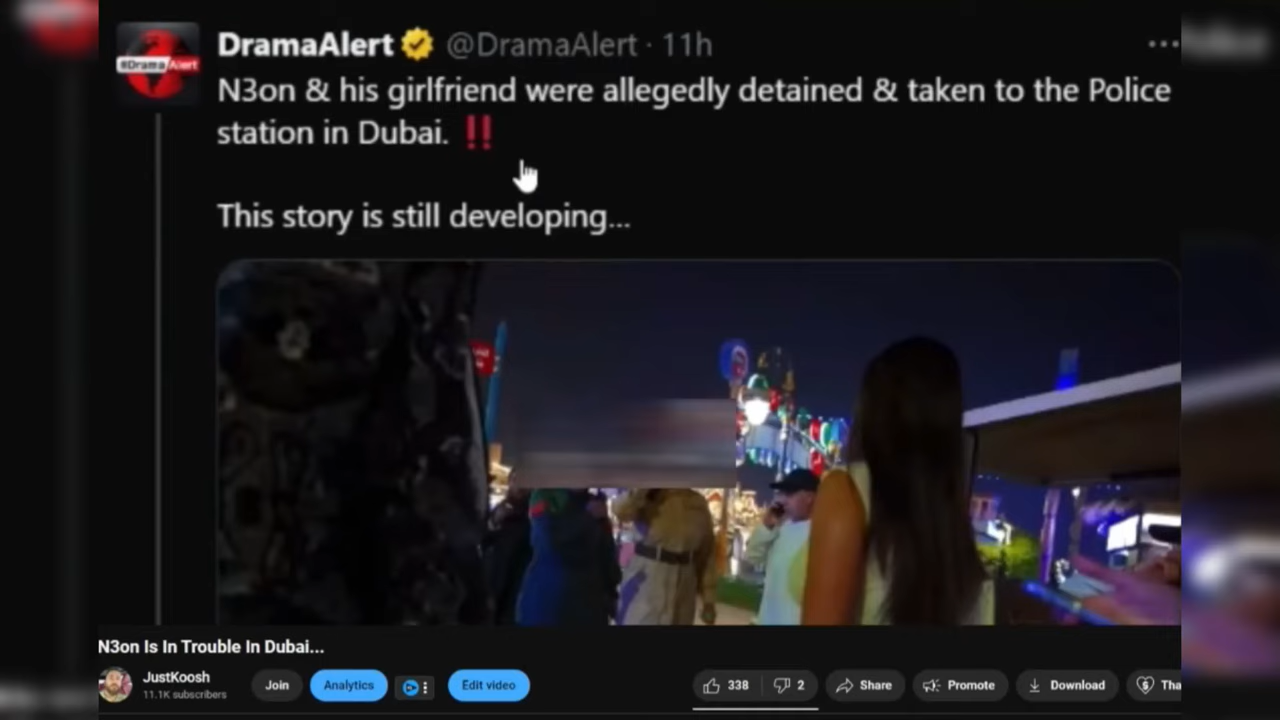 DramaAlert @DramaAlert · 11h
#DramaAlert
N3on & his girlfriend were allegedly detained & taken to the Police
station in Dubai. ‼️
This story is still developing...
N3on Is In Trouble In Dubai...
JustKoosh
11.1K subscribers
Join
Analytics
Edit video
338
2
Share
Promote
Download
Tha